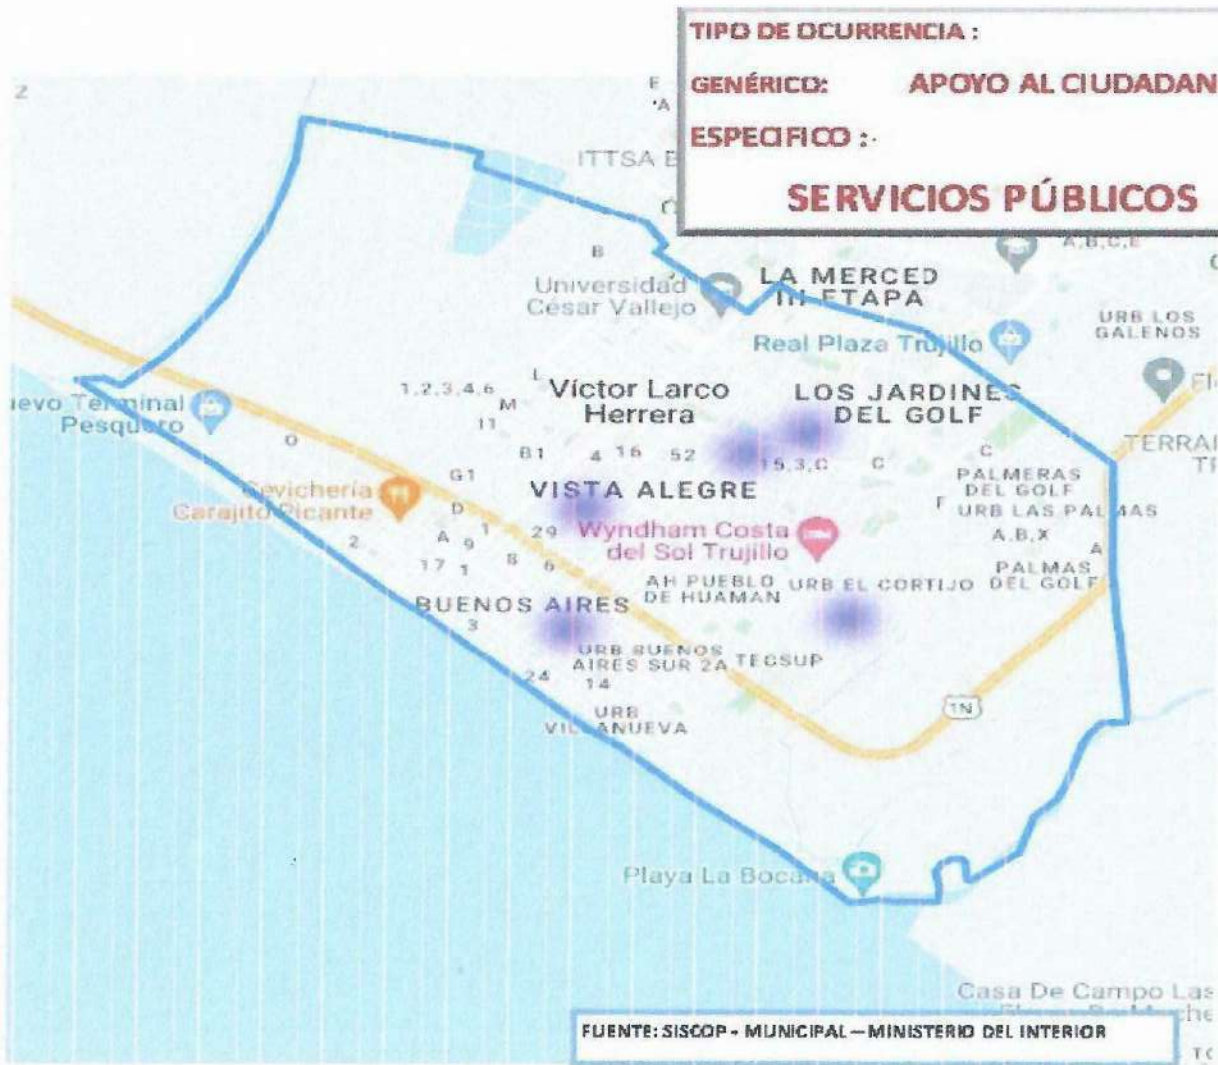 TIPO DE OCURRENCIA :
GENÉRICO: APOYO AL CIUDADAN
ESPECIFICO :-
SERVICIOS PÚBLICOS
2
E
'A
ITTSA B
A,B,C,E
B
Universidad
César Vallejo
LA MERCED
III ETAPA
URB LOS
GALENOS
Real Plaza Trujillo
1,2,3,4,6
L
M
11
Víctor Larco
Herrera
LOS JARDINES
DEL GOLF
uevo Terminal
Pesquero
O
B1
4
16
52
15,3,C
C
C
TERRA
TR
G1
VISTA ALEGRE
PALMERAS
DEL GOLF
Cevichería
Carajito Picante
D
F
URB LAS PALMAS
2
A
9
1
29
Wyndham Costa
del Sol Trujillo
A,B,X
A
17
1
8
6
AH PUEBLO
DE HUAMAN
URB EL CORTIJO
PALMAS
DEL GOLF
BUENOS AIRES
3
URB BUENOS
AIRES SUR 2A
TECSUP
24
14
URB
VILLANUEVA
1N
Playa La Bocana
Casa De Campo Las
FUENTE: SISCOP - MUNICIPAL — MINISTERIO DEL INTERIOR